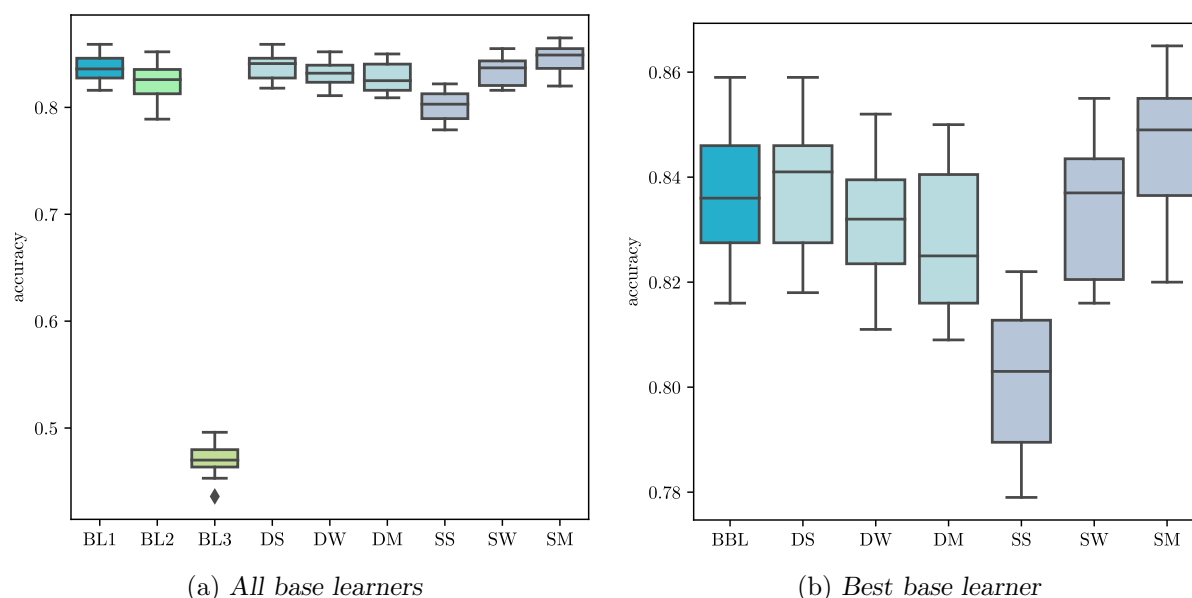 accuracy
0.8
0.7
0.6
0.5
BL1 BL2 BL3 DS DW DM SS SW SM
(a) All base learners
accuracy
0.86
0.84
0.82
0.80
0.78
BBL DS DW DM SS SW SM
(b) Best base learner